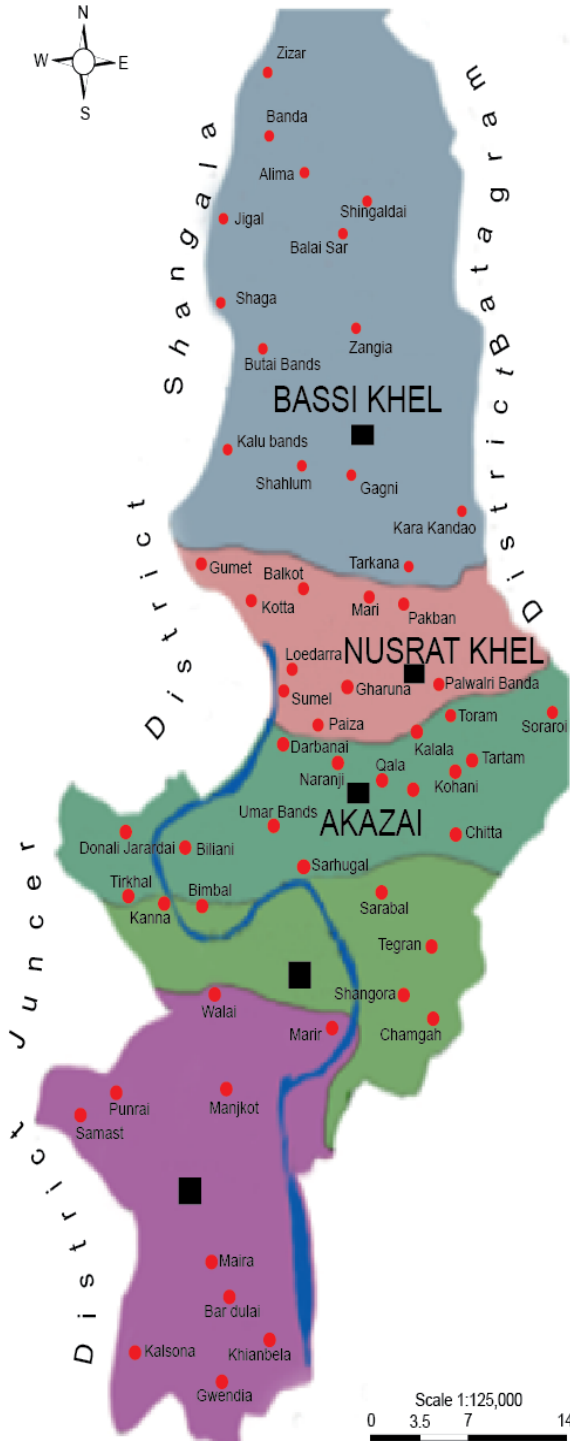 N
W E
S
Zizar
Banda
Alima
Shingaldai
Jigal
Balai Sar
Shaga
Zangia
Butai Bands
BASSI KHEL
Kalu bands
Shahlum
Gagni
Kara Kandao
Tarkana
Gumet
Balkot
Kotta
Mari
Pakban
NUSRAT KHEL
Loedarra
Sumel
Gharuna
Palwalri Banda
Paiza
Toram
Soraroi
Darbanai
Kalala
Naranji
Qala
Tartam
Kohani
AKAZAI
Umar Bands
Chitta
Donali Jarardai
Biliani
Sarhugal
Tirkhal
Kanna
Bimbal
Sarabal
Tegran
Shangora
Chamgah
Walai
Marir
Punrai
Manjkot
Samast
Maira
Bar dulai
Kalsona
Khianbela
Gwendia
District Shangala
District Batagram
District Juncer
Scale 1:125,000
0 3.5 7 14